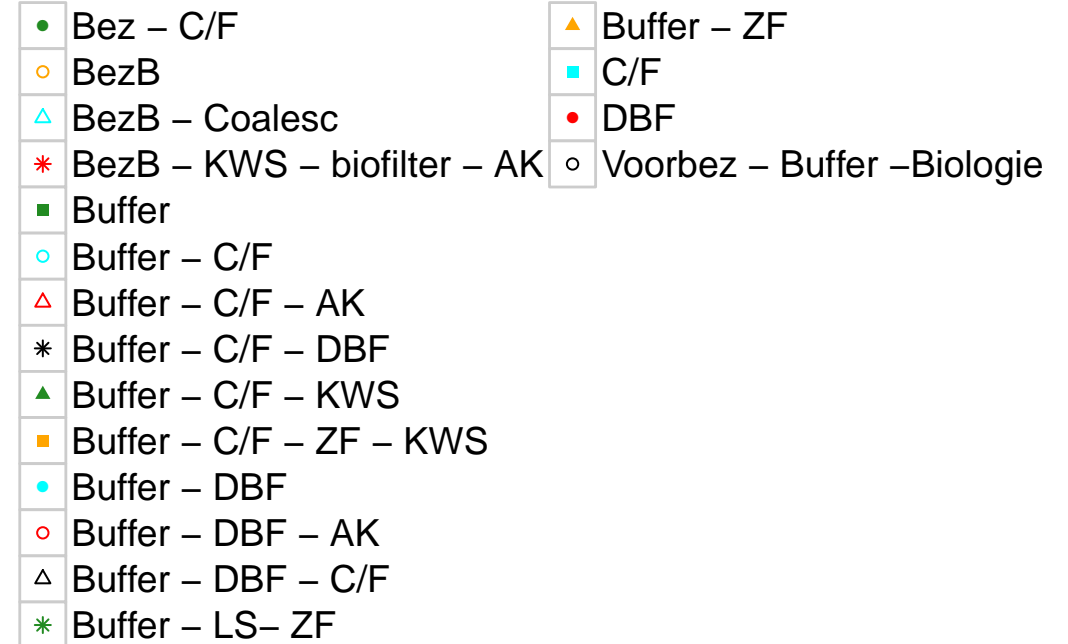 Bez – C/F
BezB
BezB – Coalesc
BezB – KWS – biofilter – AK
Buffer
Buffer – C/F
Buffer – C/F – AK
Buffer – C/F – DBF
Buffer – C/F – KWS
Buffer – C/F – ZF – KWS
Buffer – DBF
Buffer – DBF – AK
Buffer – DBF – C/F
Buffer – LS– ZF
Buffer – ZF
C/F
DBF
Voorbez – Buffer –Biologie